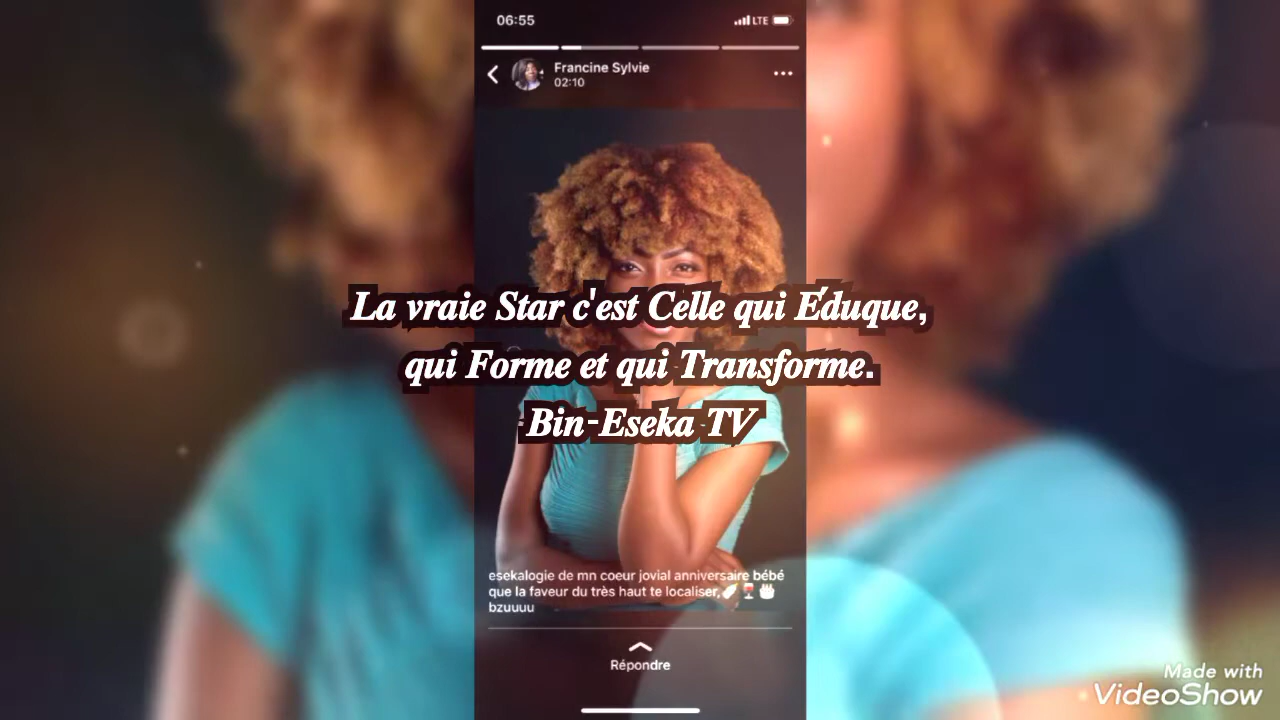 06:55
LTE
Francine Sylvie
02:10
La vraie Star c'est Celle qui Éduque,
qui Forme et qui Transforme.
Bin-Eseka TV
esekalogie de mn coeur jovial anniversaire bébé
que la faveur du très haut te localiser,🍾🍷🎂
bzuuuu
Répondre
Made with
VideoShow